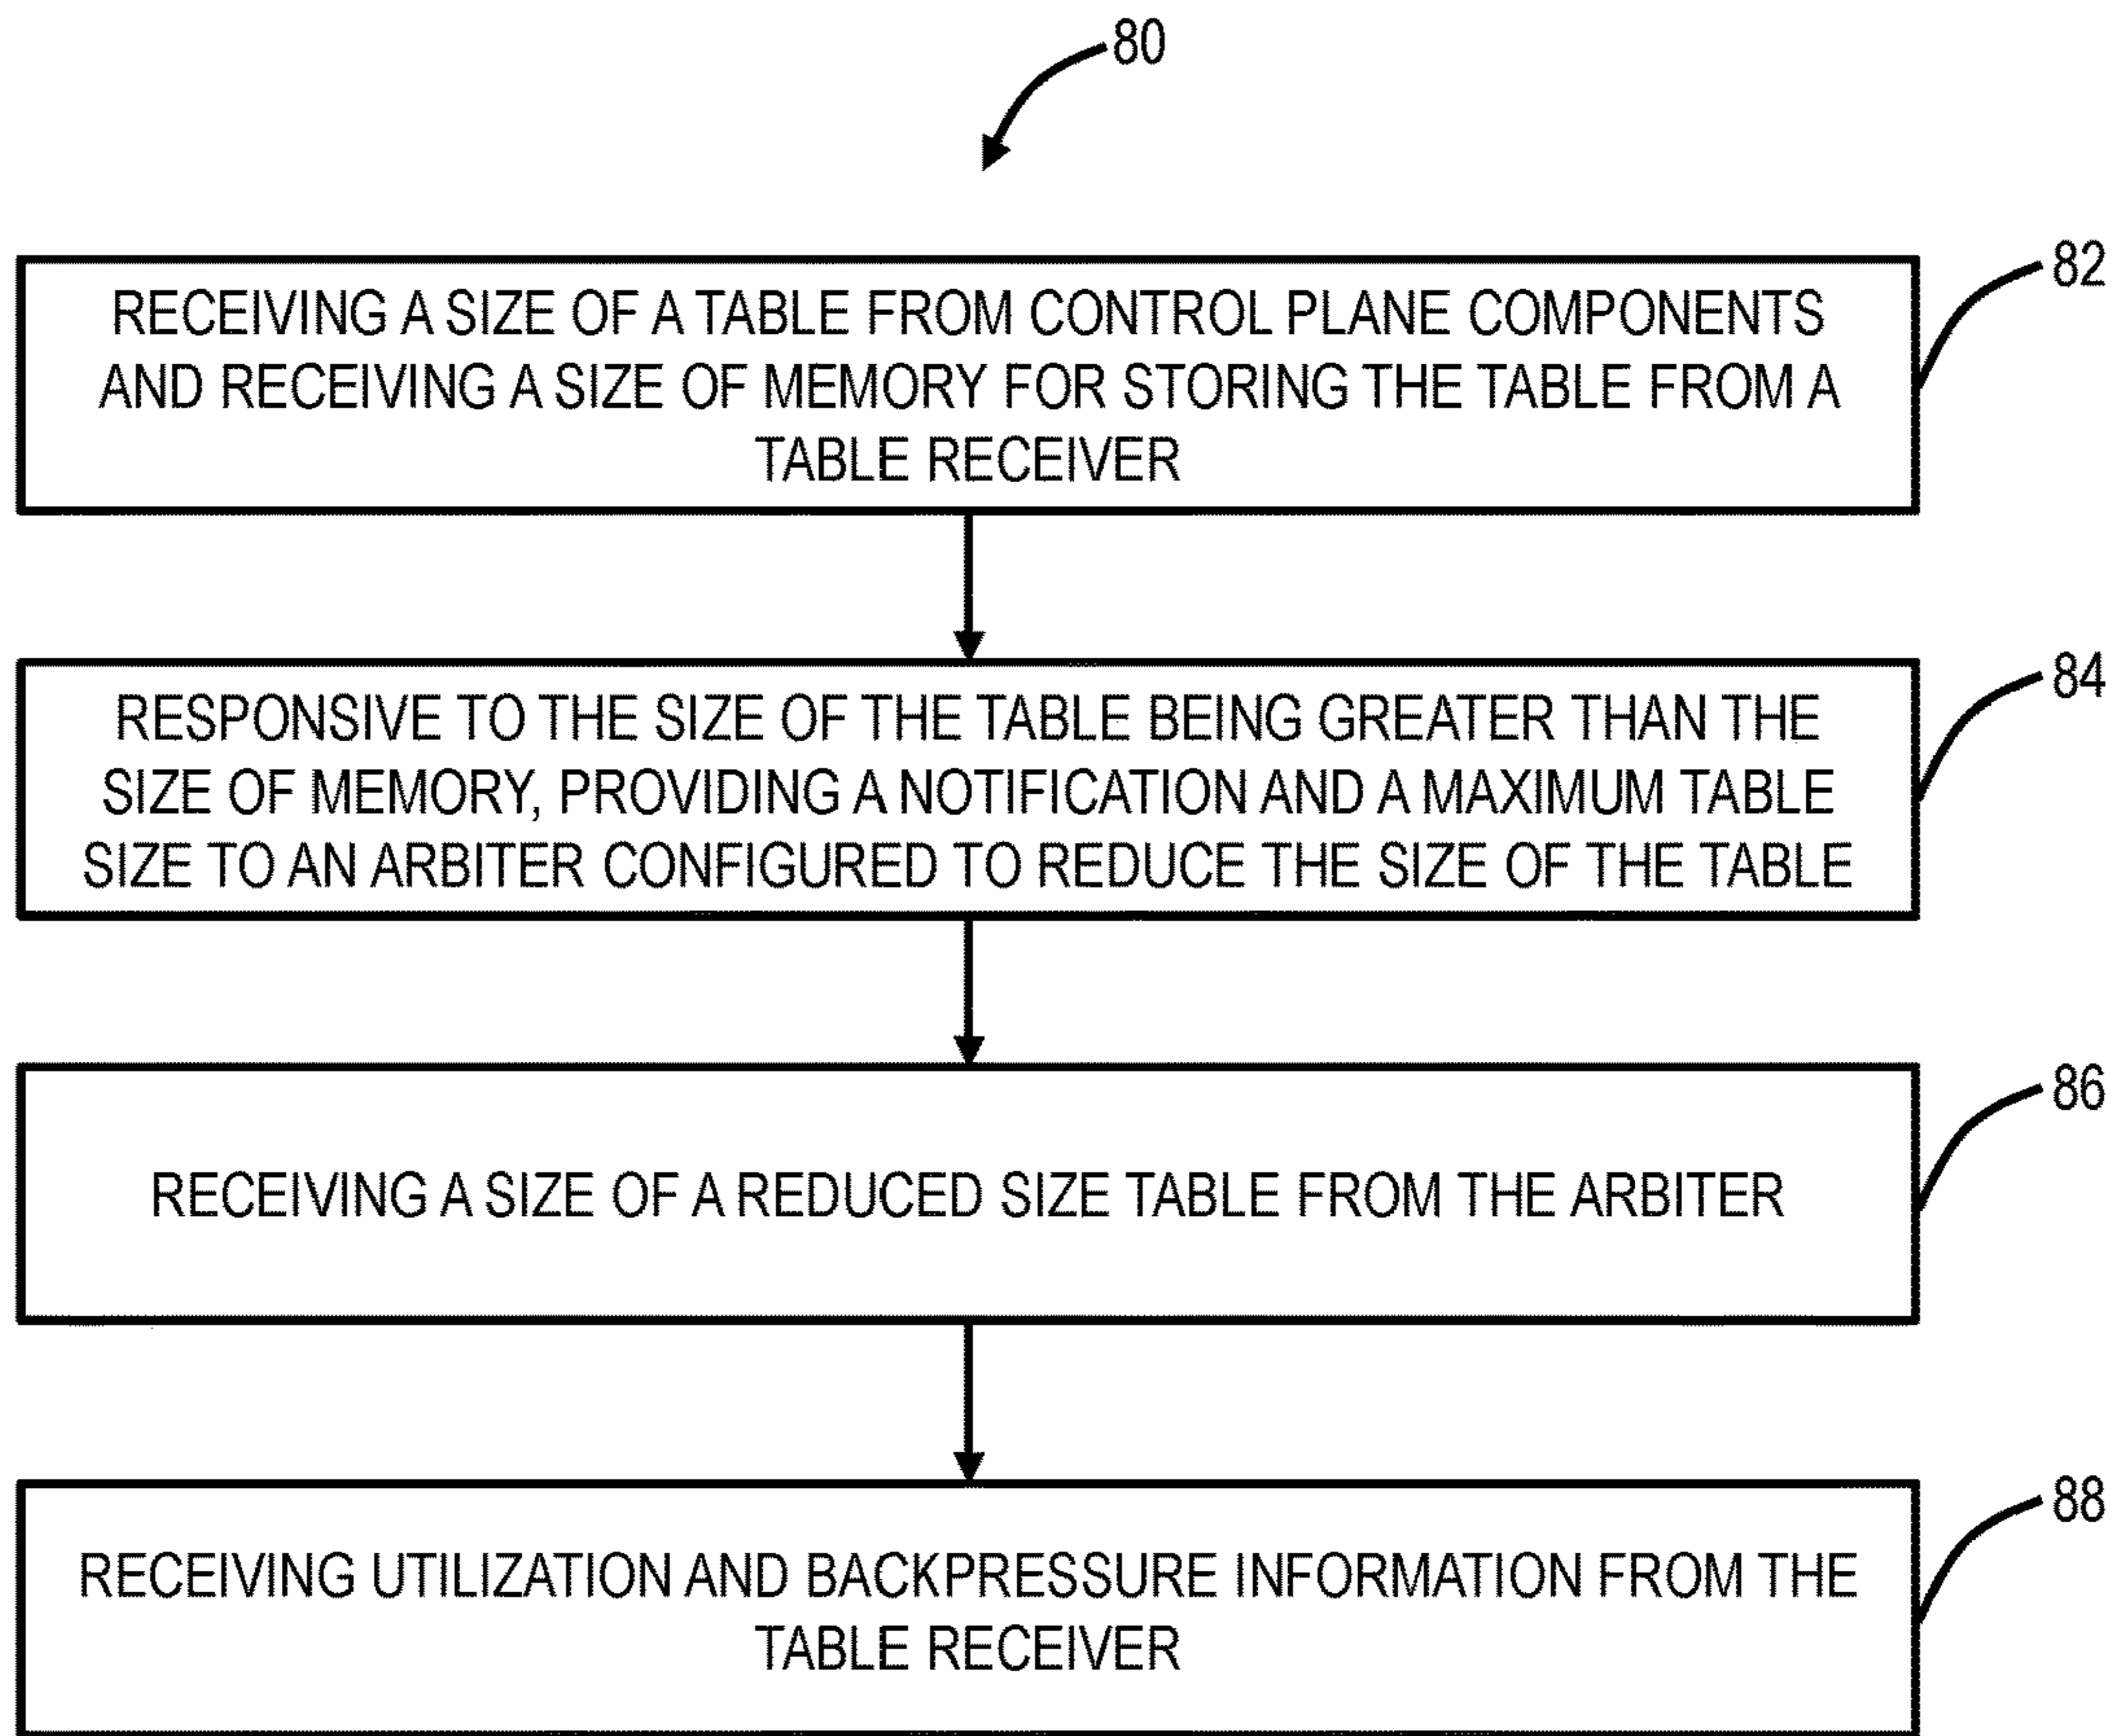 80
82
RECEIVING A SIZE OF A TABLE FROM CONTROL PLANE COMPONENTS
AND RECEIVING A SIZE OF MEMORY FOR STORING THE TABLE FROM A
TABLE RECEIVER
84
RESPONSIVE TO THE SIZE OF THE TABLE BEING GREATER THAN THE
SIZE OF MEMORY, PROVIDING A NOTIFICATION AND A MAXIMUM TABLE
SIZE TO AN ARBITER CONFIGURED TO REDUCE THE SIZE OF THE TABLE
86
RECEIVING A SIZE OF A REDUCED SIZE TABLE FROM THE ARBITER
88
RECEIVING UTILIZATION AND BACKPRESSURE INFORMATION FROM THE
TABLE RECEIVER